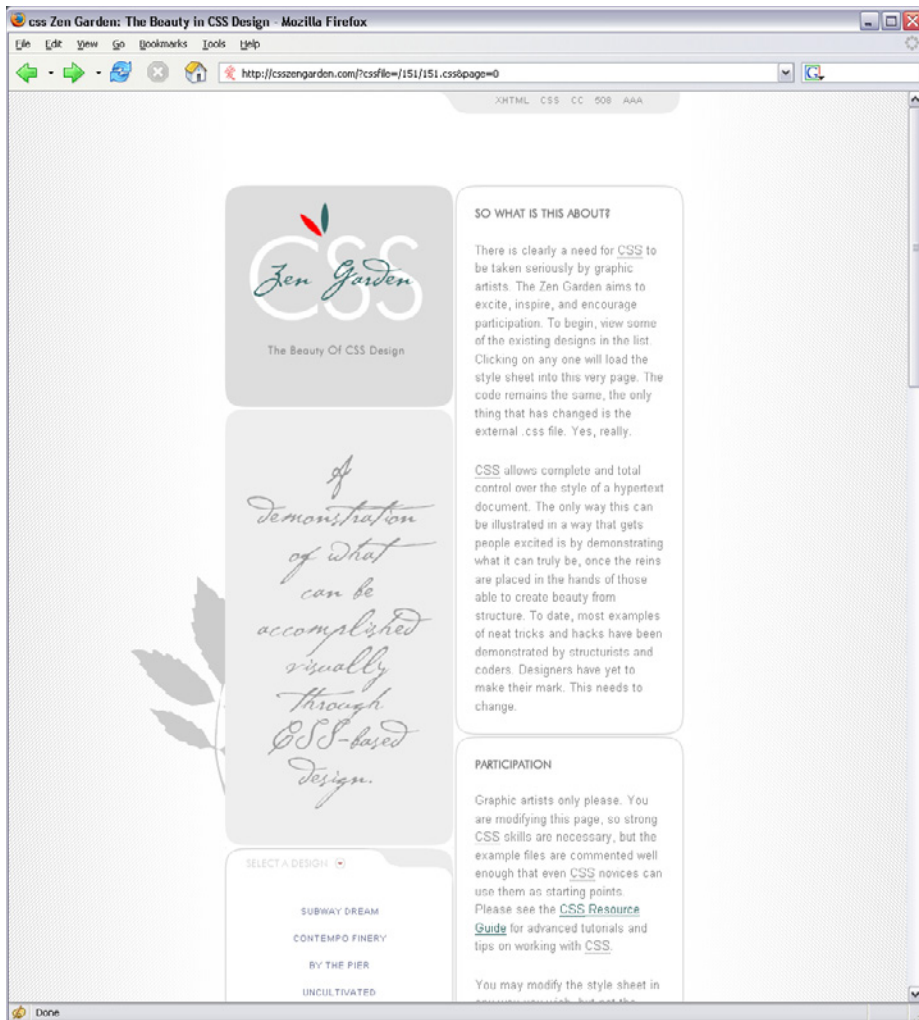 css Zen Garden: The Beauty in CSS Design - Mozilla Firefox
File Edit View Go Bookmarks Tools Help
http://csszengarden.com/?cssfile=/151/151.css&page=0
G
XHTML CSS CC 508 AAA
CSS
Zen Garden
The Beauty Of CSS Design
A
demonstration
of what
can be
accomplished
visually
through
CSS-based
design.
SELECT A DESIGN
SUBWAY DREAM
CONTEMPO FINERY
BY THE PIER
UNCULTIVATED
SO WHAT IS THIS ABOUT?
There is clearly a need for CSS to
be taken seriously by graphic
artists. The Zen Garden aims to
excite, inspire, and encourage
participation. To begin, view some
of the existing designs in the list.
Clicking on any one will load the
style sheet into this very page. The
code remains the same, the only
thing that has changed is the
external .css file. Yes, really.
CSS allows complete and total
control over the style of a hypertext
document. The only way this can
be illustrated in a way that gets
people excited is by demonstrating
what it can truly be, once the reins
are placed in the hands of those
able to create beauty from
structure. To date, most examples
of neat tricks and hacks have been
demonstrated by structurists and
coders. Designers have yet to
make their mark. This needs to
change.
PARTICIPATION
Graphic artists only please. You
are modifying this page, so strong
CSS skills are necessary, but the
example files are commented well
enough that even CSS novices can
use them as starting points.
Please see the CSS Resource
Guide for advanced tutorials and
tips on working with CSS.
You may modify the style sheet in
any way you wish, but not the
Done